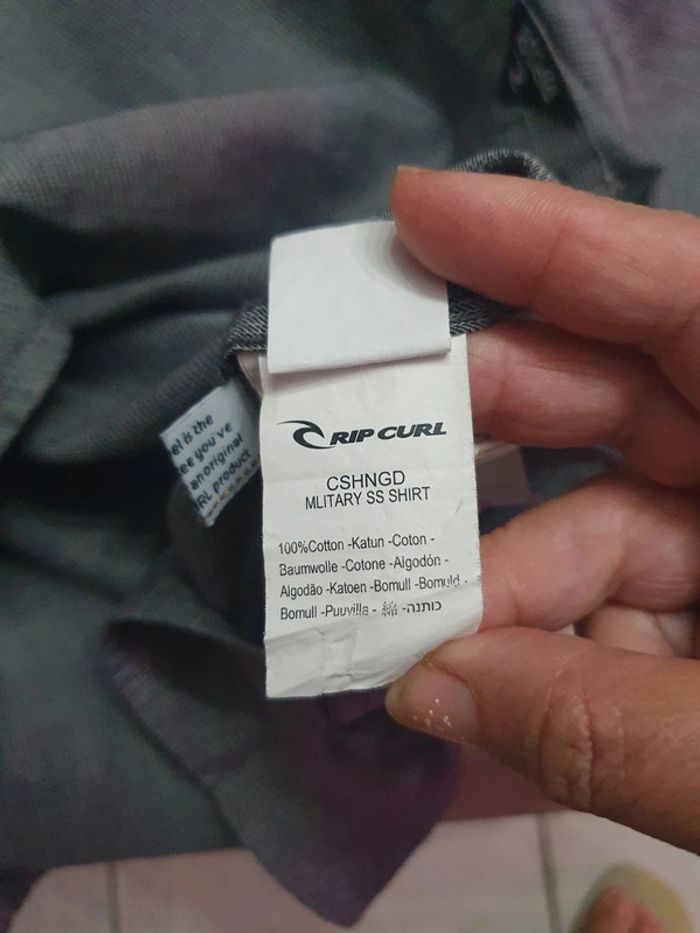 RIP CURL
CSHNGD
MLITARY SS SHIRT
100%Cotton -Katun -Coton -
Baumwolle -Cotone -Algodón -
Algodão -Katoen -Bomull -Bomuld -
Bomull -Puuvilla - 綿 -כותנה
el is the
ee you've
an original
RL product